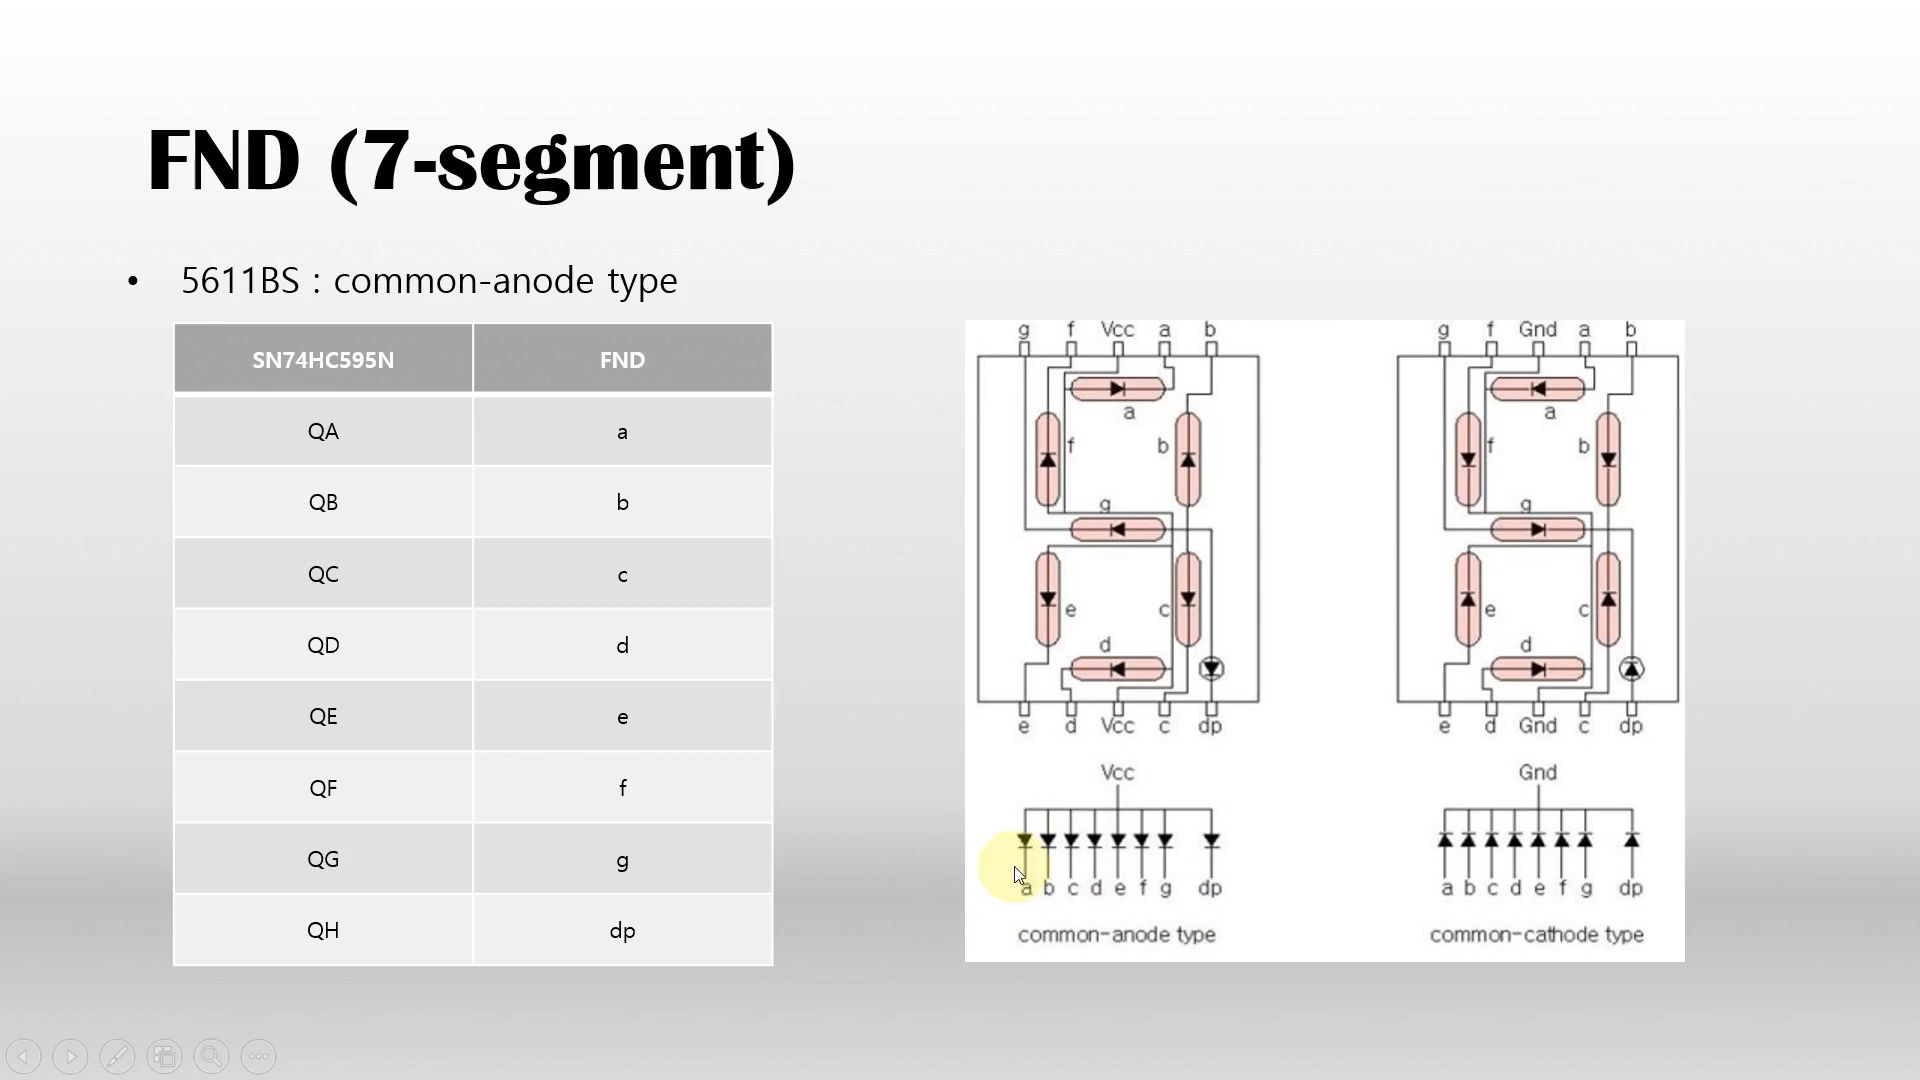 FND (7-segment)
• 5611BS : common-anode type
SN74HC595N FND
QA a
QB b
QC c
QD d
QE e
QF f
QG g
QH dp
g f Vcc a b
a
f b
g
e c
d
e d Vcc c dp
Vcc
a b c d e f g dp
common-anode type
g f Gnd a b
a
f b
g
e c
d
e d Gnd c dp
Gnd
a b c d e f g dp
common-cathode type